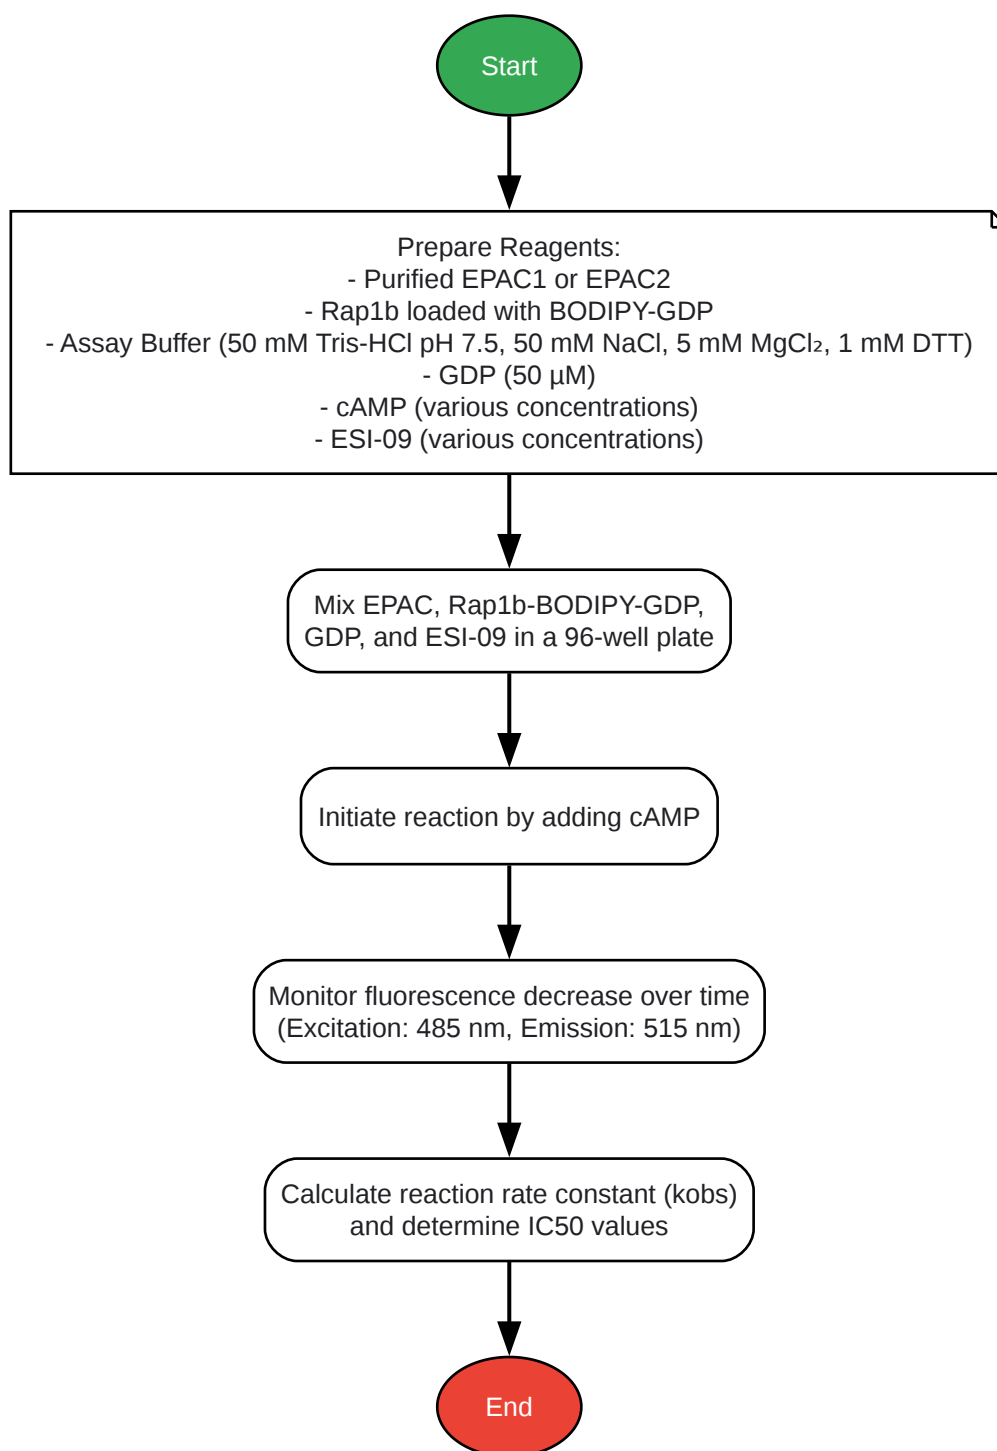 Start
Prepare Reagents:
- Purified EPAC1 or EPAC2
- Rap1b loaded with BODIPY-GDP
- Assay Buffer (50 mM Tris-HCl pH 7.5, 50 mM NaCl, 5 mM MgCl₂, 1 mM DTT)
- GDP (50 µM)
- cAMP (various concentrations)
- ESI-09 (various concentrations)
Mix EPAC, Rap1b-BODIPY-GDP,
GDP, and ESI-09 in a 96-well plate
Initiate reaction by adding cAMP
Monitor fluorescence decrease over time
(Excitation: 485 nm, Emission: 515 nm)
Calculate reaction rate constant (kobs)
and determine IC50 values
End